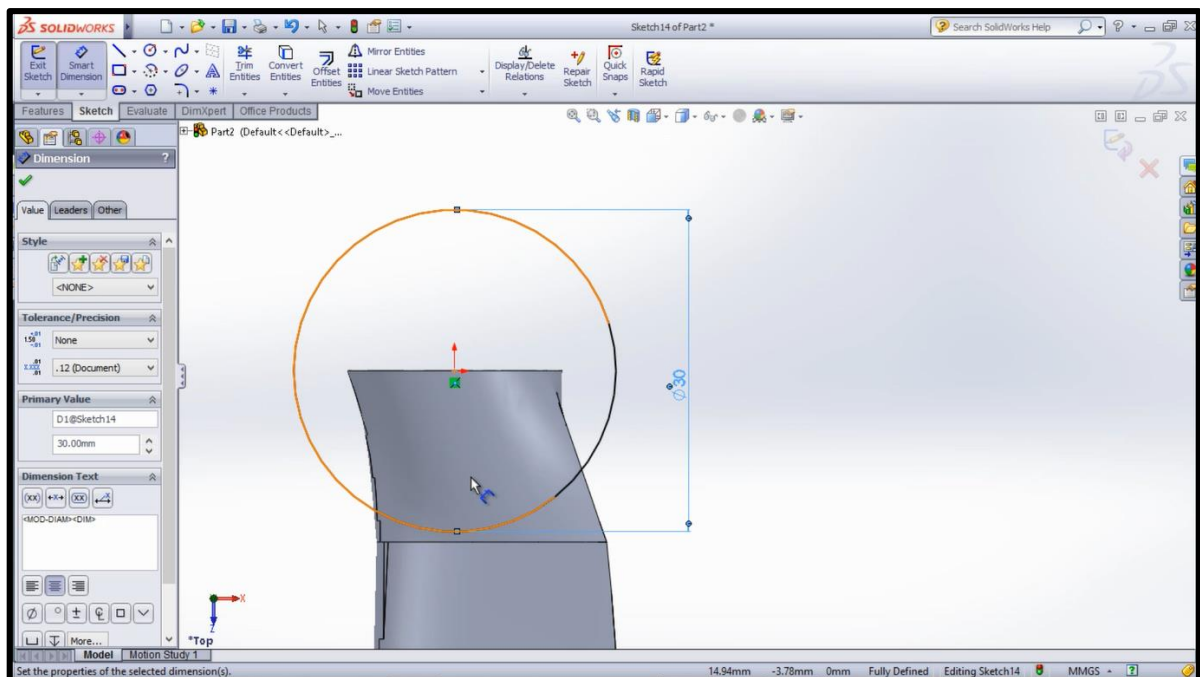 SOLIDWORKS
Sketch14 of Part2 *
Search SolidWorks Help
Exit Sketch
Smart Dimension
Trim Entities
Convert Entities
Offset Entities
Mirror Entities
Linear Sketch Pattern
Move Entities
Display/Delete Relations
Repair Sketch
Quick Snaps
Rapid Sketch
Features Sketch Evaluate DimXpert Office Products
Part2 (Default<<Default>_...
Dimension ?
Value Leaders Other
Style
<NONE>
Tolerance/Precision
None
.12 (Document)
Primary Value
D1@Sketch14
30.00mm
Dimension Text
<MOD-DIAM><DIM>
More...
Ø30
X
Z
*Top
Model Motion Study 1
Set the properties of the selected dimension(s).
14.94mm -3.78mm 0mm Fully Defined Editing Sketch14 MMGS